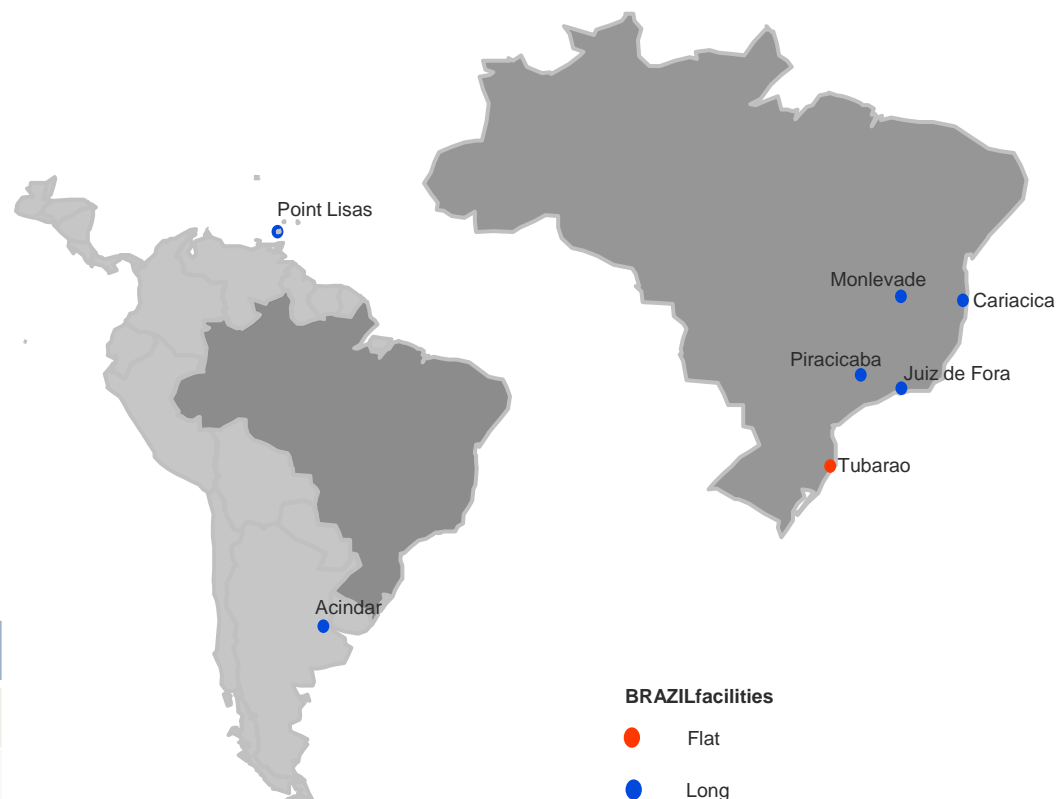 Point Lisas
Monlevade
Cariacica
Piracicaba
Juiz de Fora
Tubarao
Acindar
BRAZILfacilities
Flat
Long